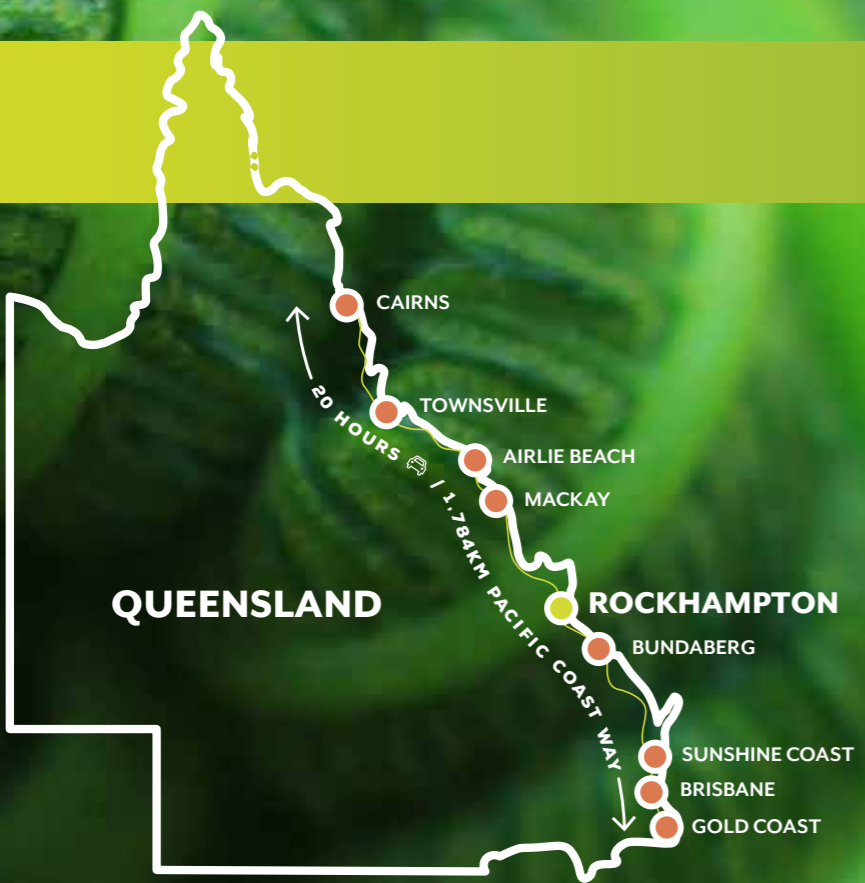 CAIRNS
TOWNSVILLE
20 HOURS | 1,784KM PACIFIC COAST WAY
AIRLIE BEACH
MACKAY
QUEENSLAND
ROCKHAMPTON
BUNDABERG
SUNSHINE COAST
BRISBANE
GOLD COAST